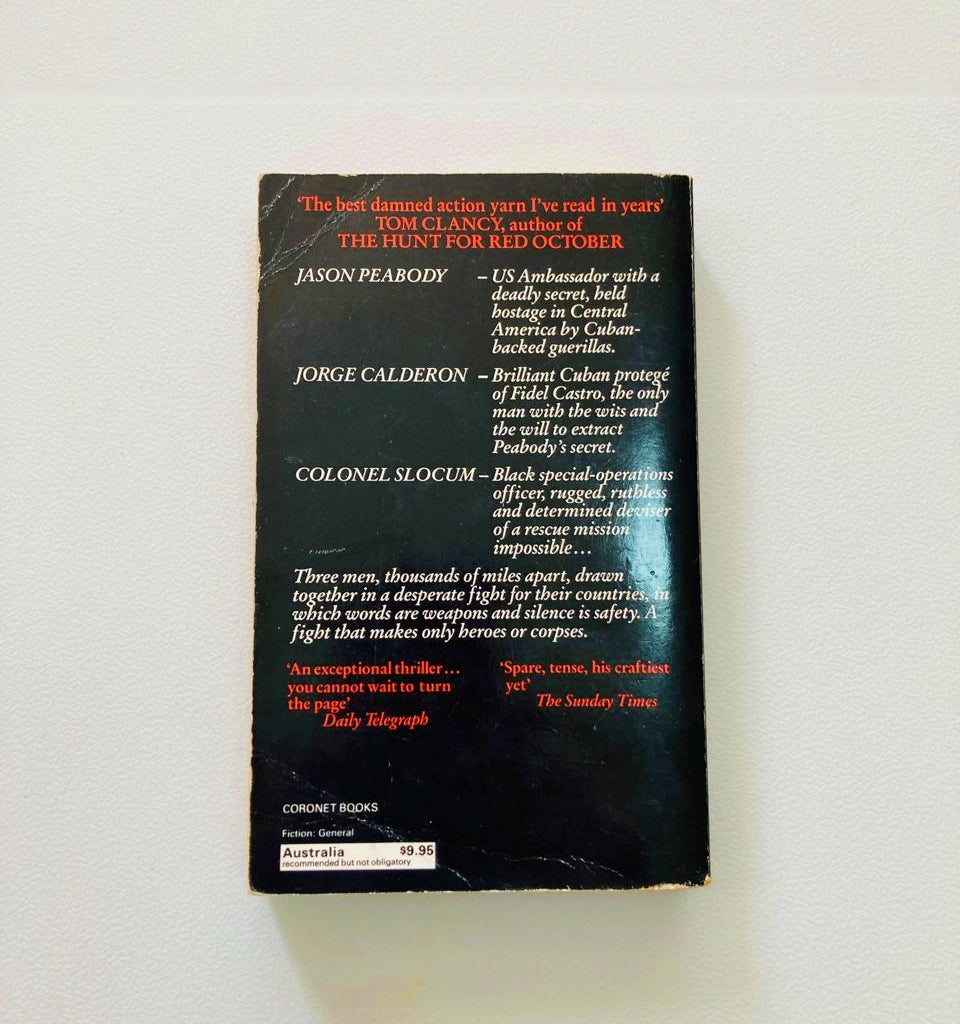 'The best damned action yarn I've read in years'
TOM CLANCY, author of
THE HUNT FOR RED OCTOBER
JASON PEABODY – US Ambassador with a
deadly secret, held
hostage in Central
America by Cuban-
backed guerillas.
JORGE CALDERON – Brilliant Cuban protegé
of Fidel Castro, the only
man with the wits and
the will to extract
Peabody's secret.
COLONEL SLOCUM – Black special-operations
officer, rugged, ruthless
and determined deviser
of a rescue mission
impossible...
Three men, thousands of miles apart, drawn
together in a desperate fight for their countries, in
which words are weapons and silence is safety. A
fight that makes only heroes or corpses.
'An exceptional thriller...
you cannot wait to turn
the page'
Daily Telegraph
'Spare, tense, his craftiest
yet'
The Sunday Times
CORONET BOOKS
Fiction: General
Australia $9.95
recommended but not obligatory